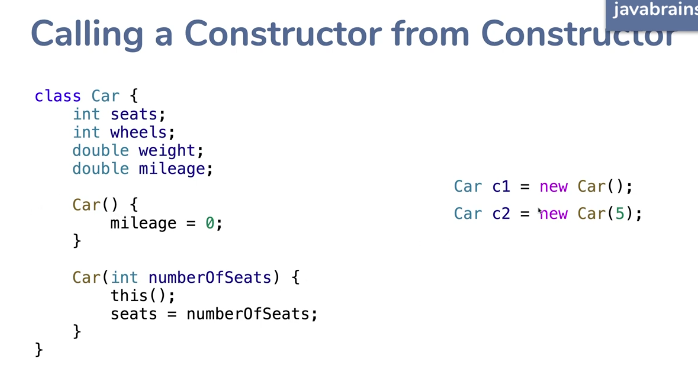 javabrains
Calling a Constructor from Constructor
class Car {
    int seats;
    int wheels;
    double weight;
    double mileage;
    Car() {
        mileage = 0;
    }
    Car(int numberOfSeats) {
        this();
        seats = numberOfSeats;
    }
}
Car c1 = new Car();
Car c2 = new Car(5);